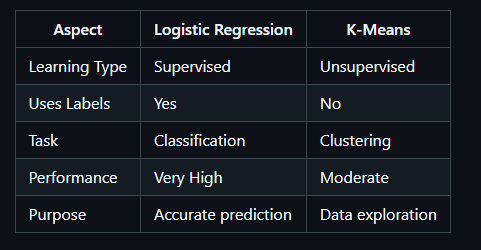 Aspect Logistic Regression K-Means
Learning Type Supervised Unsupervised
Uses Labels Yes No
Task Classification Clustering
Performance Very High Moderate
Purpose Accurate prediction Data exploration